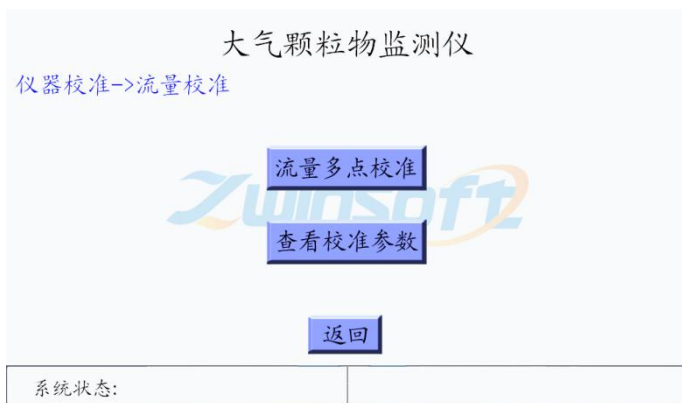 大气颗粒物监测仪
仪器校准->流量校准
流量多点校准
Zwinsoft
查看校准参数
返回
系统状态: